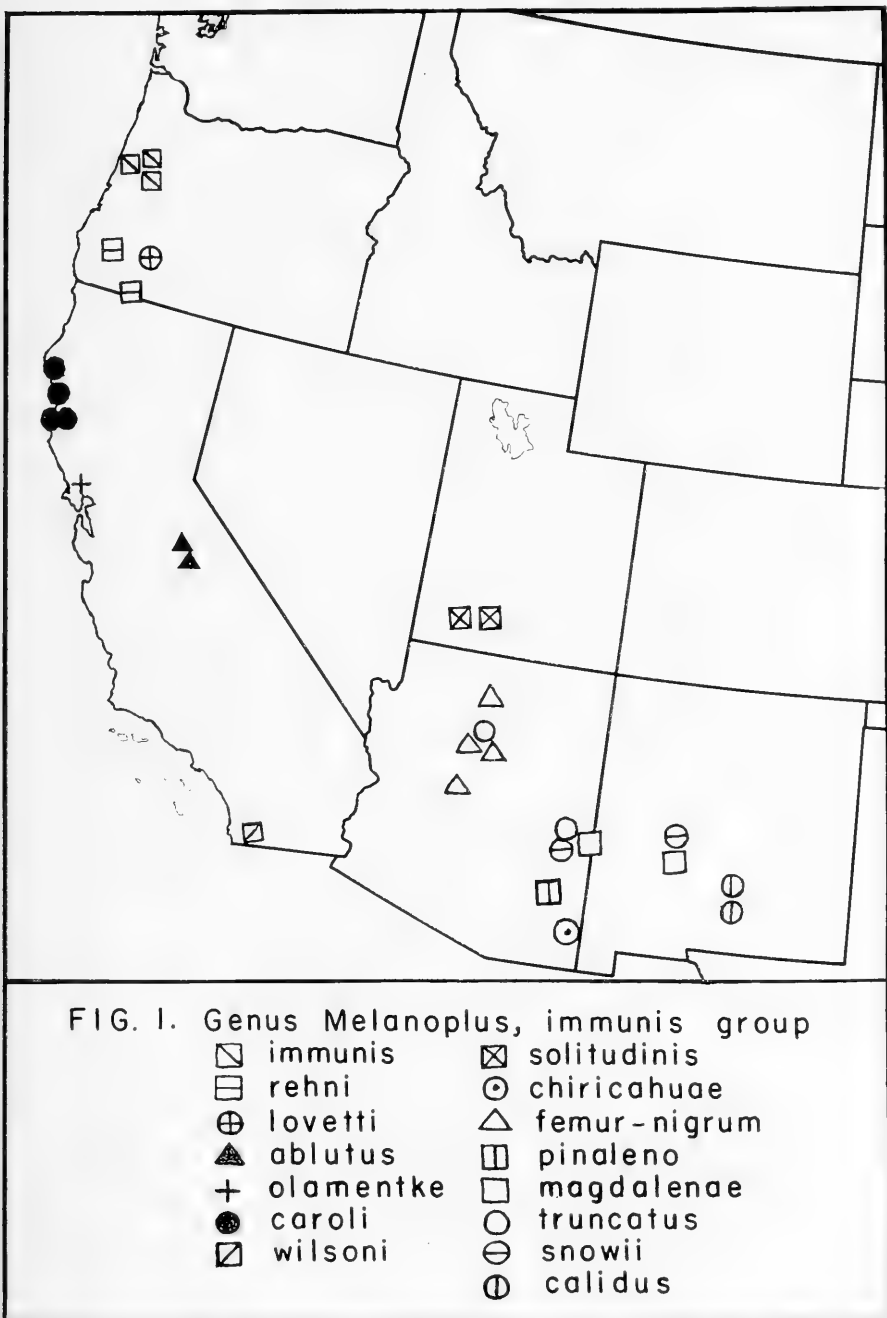 FIG. 1. Genus Melanoplus, immunis group
immunis
rehni
lovetti
ablutus
olamentke
caroli
wilsoni
solitudinis
chiricahuae
femur-nigrum
pinaleno
magdalenae
truncatus
snowii
calidus